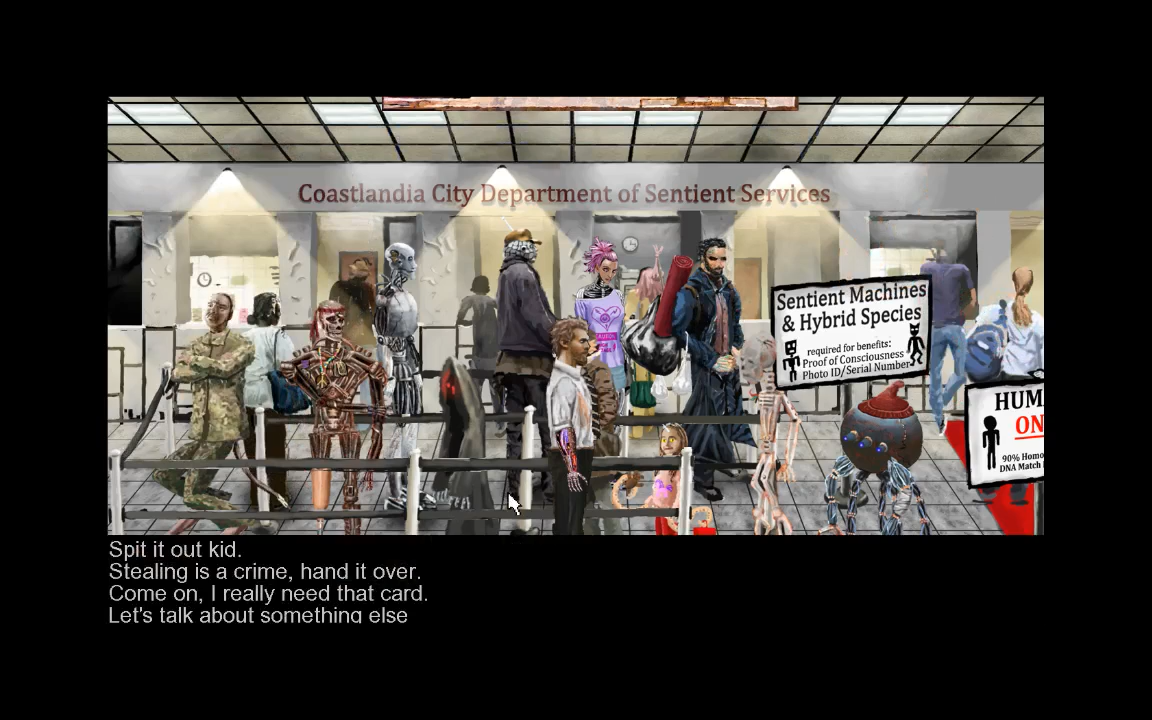 Coastlandia City Department of Sentient Services
Sentient Machines
& Hybrid Species
required for benefits:
Proof of Consciousness
Photo ID/Serial Number
HUM
ON
90% Homo
DNA Match
Spit it out kid.
Stealing is a crime, hand it over.
Come on, I really need that card.
Let's talk about something else